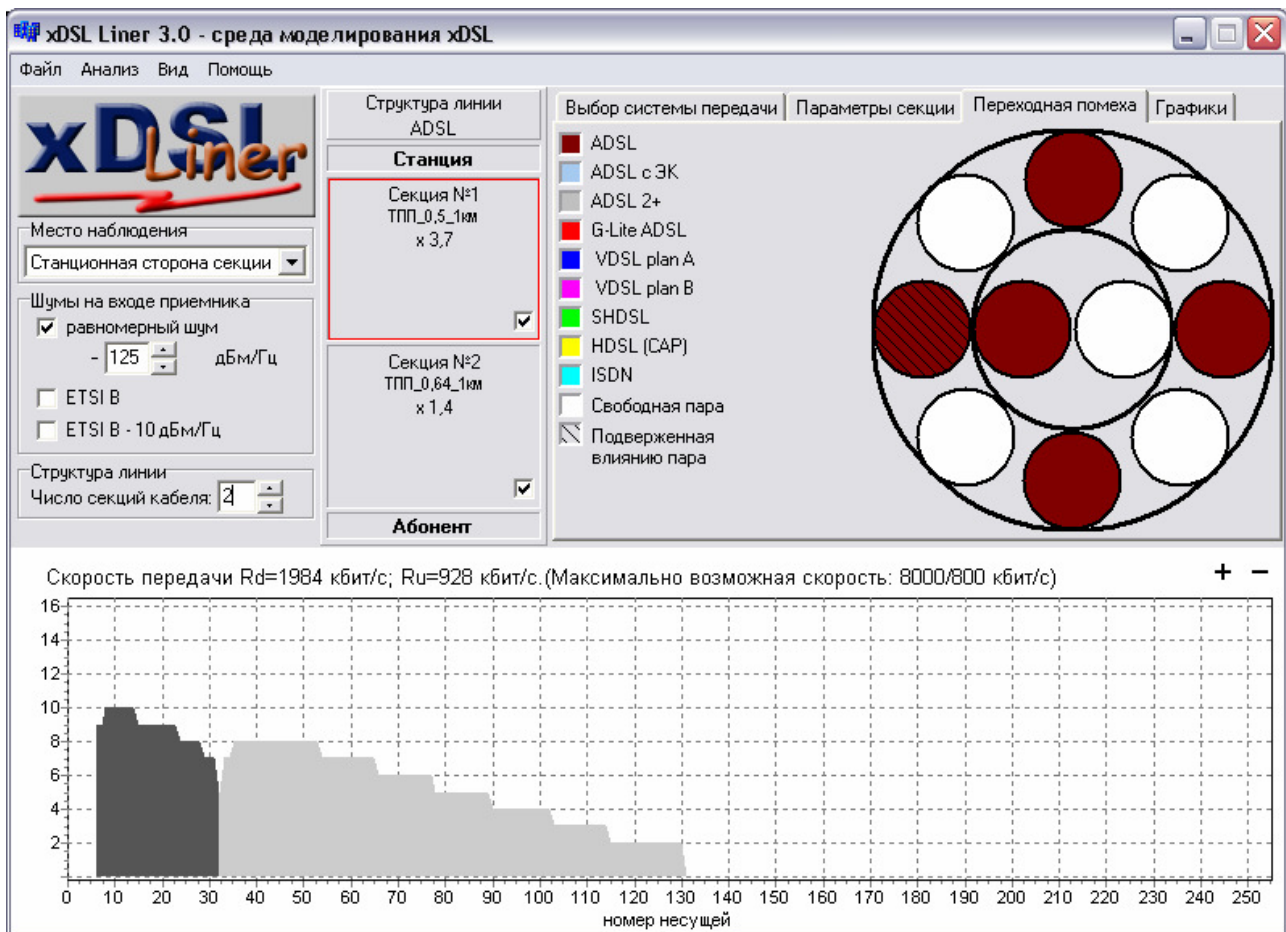 xDSL Liner 3.0 - среда моделирования xDSL
Файл Анализ Вид Помощь
xDSL
Liner
Место наблюдения
Станционная сторона секции
Шумы на входе приемника
равномерный шум
- 125 дБм/Гц
ETSI B
ETSI B - 10 дБм/Гц
Структура линии
Число секций кабеля: 2
Структура линии
ADSL
Станция
Секция №1
ТПП_0,5_1км
x 3,7
Секция №2
ТПП_0,64_1км
x 1,4
Абонент
Выбор системы передачи Параметры секции Переходная помеха Графики
ADSL
ADSL с ЭК
ADSL 2+
G-Lite ADSL
VDSL plan A
VDSL plan B
SHDSL
HDSL (CAP)
ISDN
Свободная пара
Подверженная
влиянию пара
Скорость передачи Rd=1984 кбит/с; Ru=928 кбит/с.(Максимально возможная скорость: 8000/800 кбит/с)
+ −
16
14
12
10
8
6
4
2
0 10 20 30 40 50 60 70 80 90 100 110 120 130 140 150 160 170 180 190 200 210 220 230 240 250
номер несущей